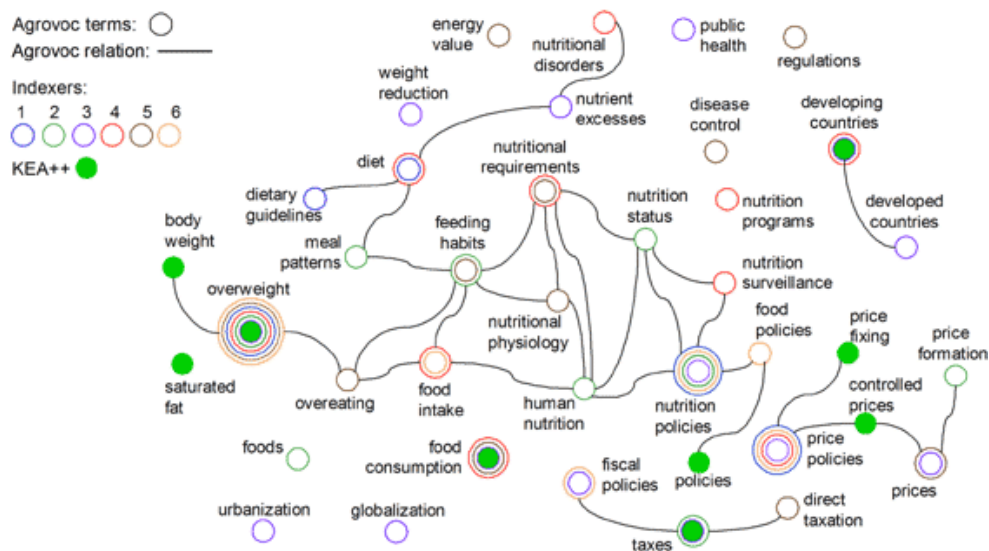 Agrovoc terms:
Agrovoc relation:
Indexers:
1 2 3 4 5 6
KEA++
energy
value
nutritional
disorders
public
health
regulations
weight
reduction
nutrient
excesses
disease
control
developing
countries
diet
nutritional
requirements
dietary
guidelines
nutrition
status
nutrition
programs
developed
countries
body
weight
meal
patterns
feeding
habits
nutrition
surveillance
overweight
nutritional
physiology
food
policies
price
fixing
price
formation
saturated
fat
overeating
food
intake
human
nutrition
nutrition
policies
controlled
prices
price
policies
foods
food
consumption
fiscal
policies
policies
prices
urbanization
globalization
taxes
direct
taxation